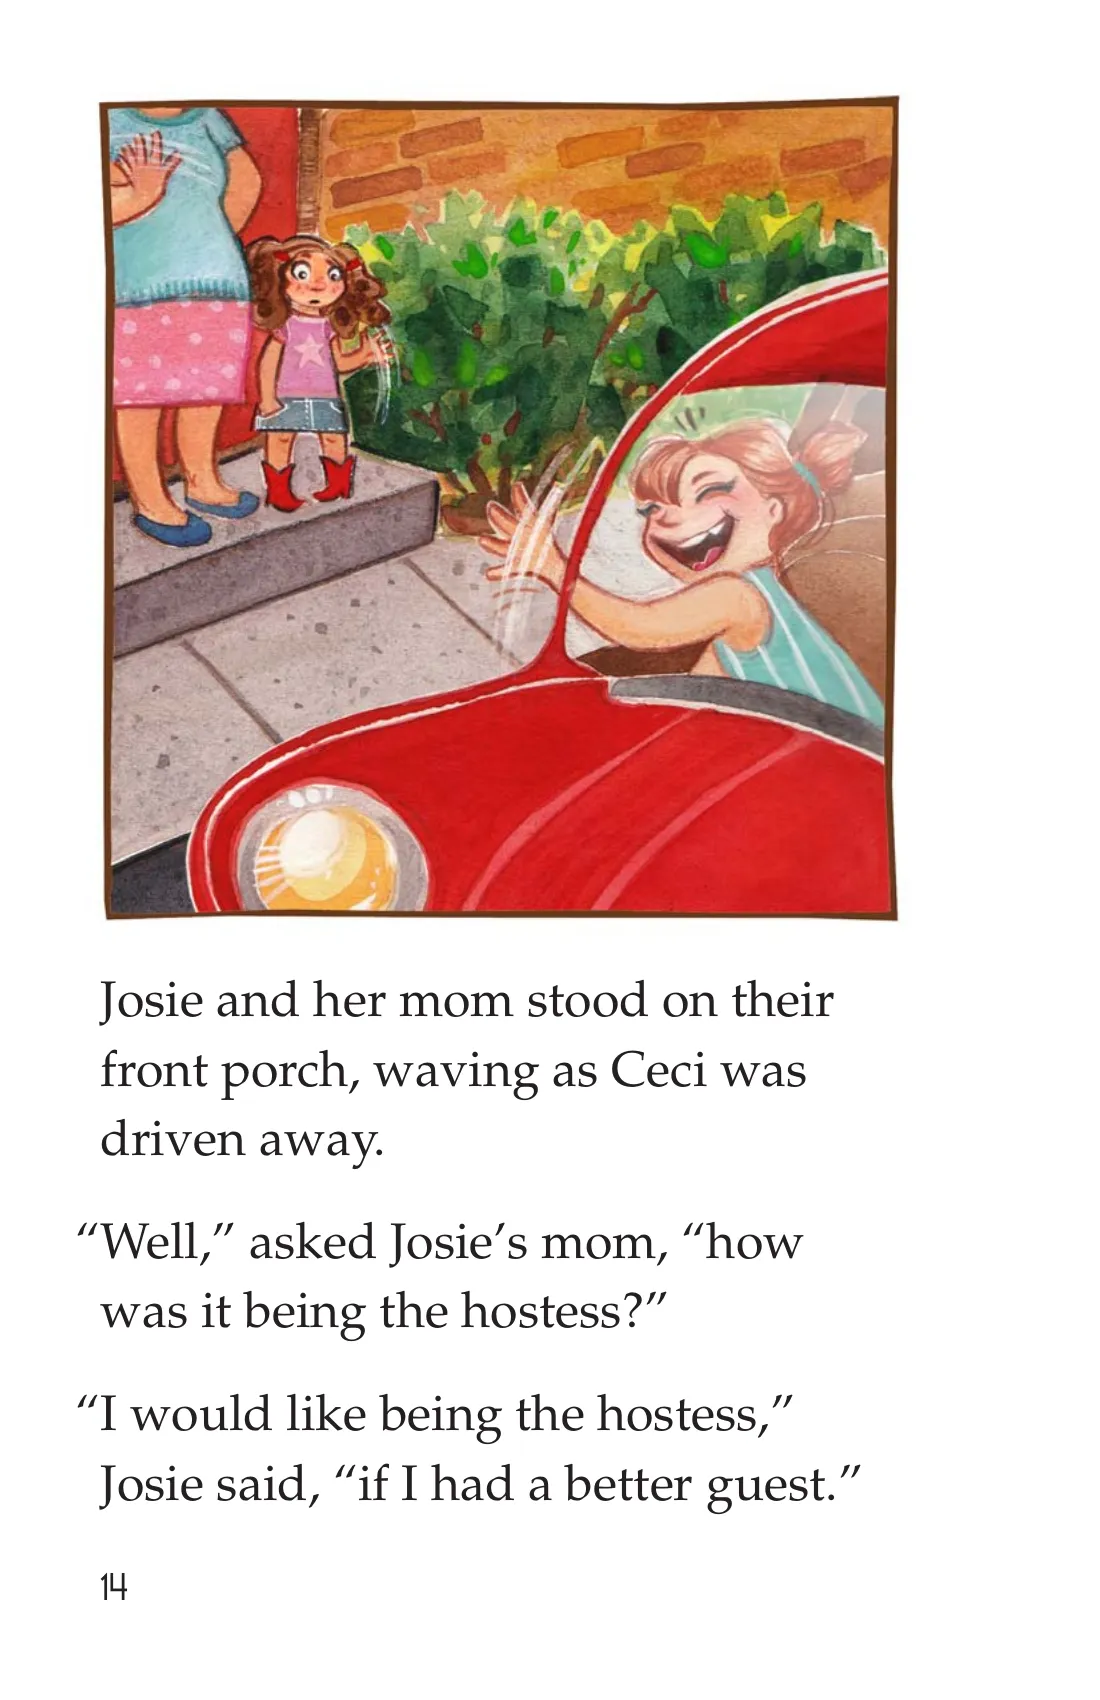 Josie and her mom stood on their
front porch, waving as Ceci was
driven away.
“Well,” asked Josie’s mom, “how
was it being the hostess?”
“I would like being the hostess,”
Josie said, “if I had a better guest.”
14